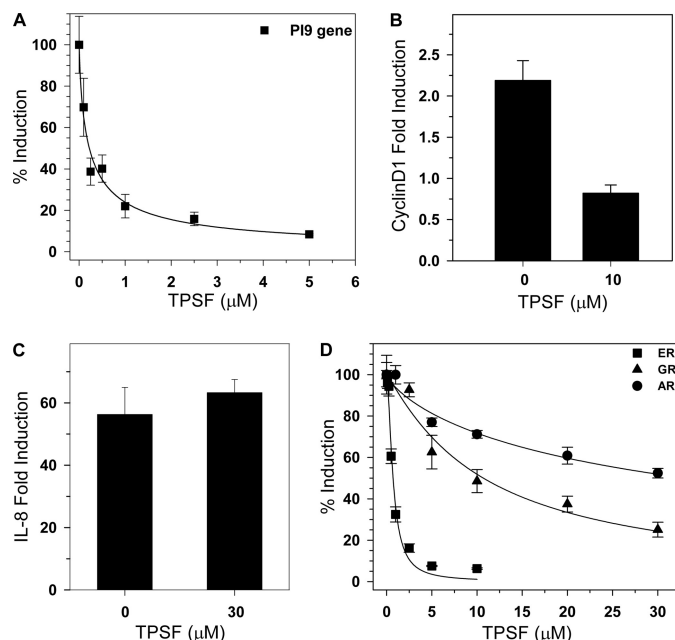 A
PI9 gene
% Induction
100
80
60
40
20
0
0 1 2 3 4 5 6
TPSF (μM)
B
CyclinD1 Fold Induction
2.5
2.0
1.5
1.0
0.5
0.0
0 10
TPSF (μM)
C
IL-8 Fold Induction
60
40
20
0
0 30
TPSF (μM)
D
ER
GR
AR
% Induction
100
80
60
40
20
0
0 5 10 15 20 25 30
TPSF (μM)